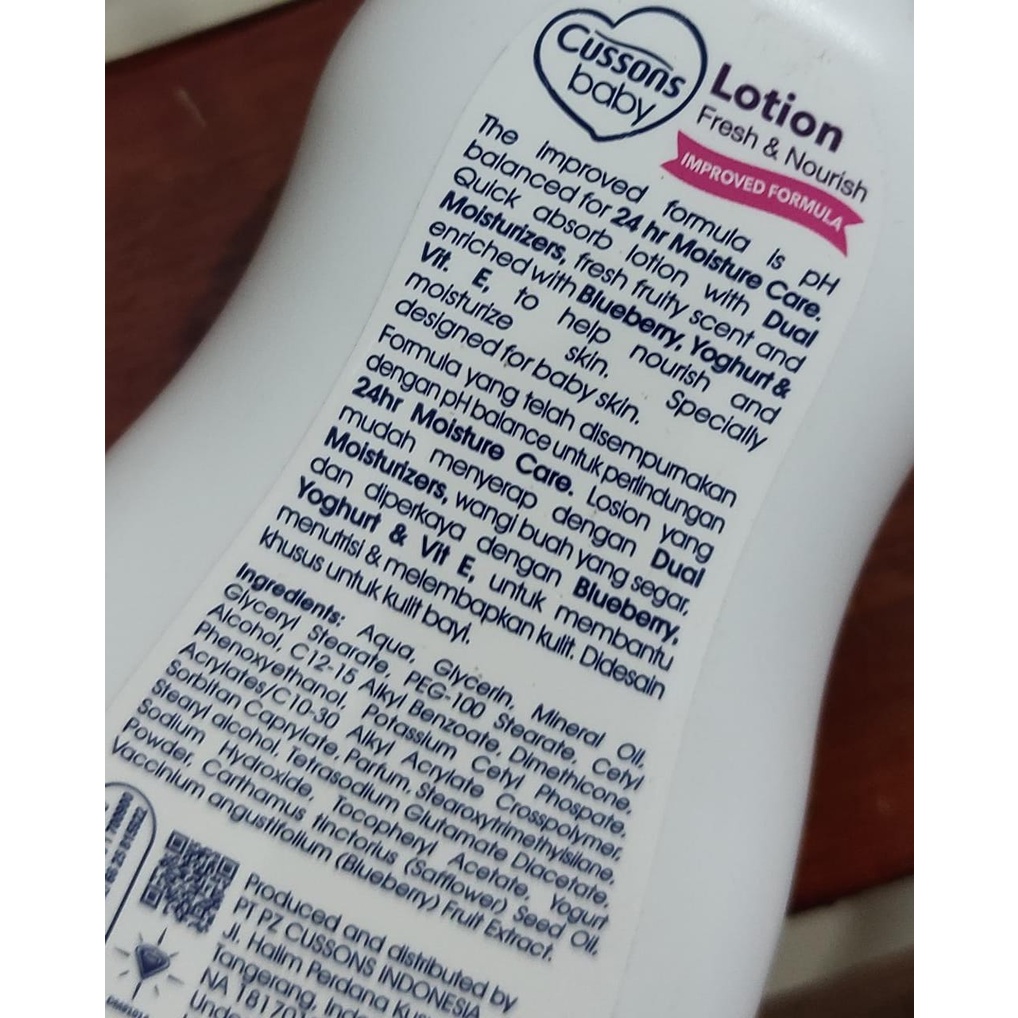 Cussons
baby
Lotion
Fresh & Nourish
IMPROVED FORMULA
The improved formula is pH
balanced for 24 hr Moisture Care.
Quick absorb lotion with Dual
Moisturizers, fresh fruity scent and
enriched with Blueberry, Yoghurt &
Vit. E, to help nourish and
moisturize skin. Specially
designed for baby skin.
Formula yang telah disempurnakan
dengan pH balance untuk perlindungan
24hr Moisture Care. Losion yang
mudah menyerap dengan Dual
Moisturizers, wangi buah yang segar,
dan diperkaya dengan Blueberry,
Yoghurt & Vit E, untuk membantu
menutrisi & melembapkan kulit. Didesain
khusus untuk kulit bayi.
Ingredients: Aqua, Glycerin, Mineral Oil,
Glyceryl Stearate, PEG-100 Stearate, Cetyl
Alcohol, C12-15 Alkyl Benzoate, Dimethicone,
Phenoxyethanol, Potassium Cetyl Phospate,
Acrylates/C10-30 Alkyl Acrylate Crosspolymer,
Sorbitan Caprylate, Parfum, Stearoxytrimethylsilane,
Stearyl alcohol, Tetrasodium Glutamate Diacetate,
Sodium Hydroxide, Tocopheryl Acetate, Yogurt
Powder, Carthamus tinctorius (Safflower) Seed Oil,
Vaccinium angustifolium (Blueberry) Fruit Extract.
Produced and distributed by
PT PZ CUSSONS INDONESIA
Jl. Halim Perdana Kus
Tangerang, Indo
NA 18170
Unde